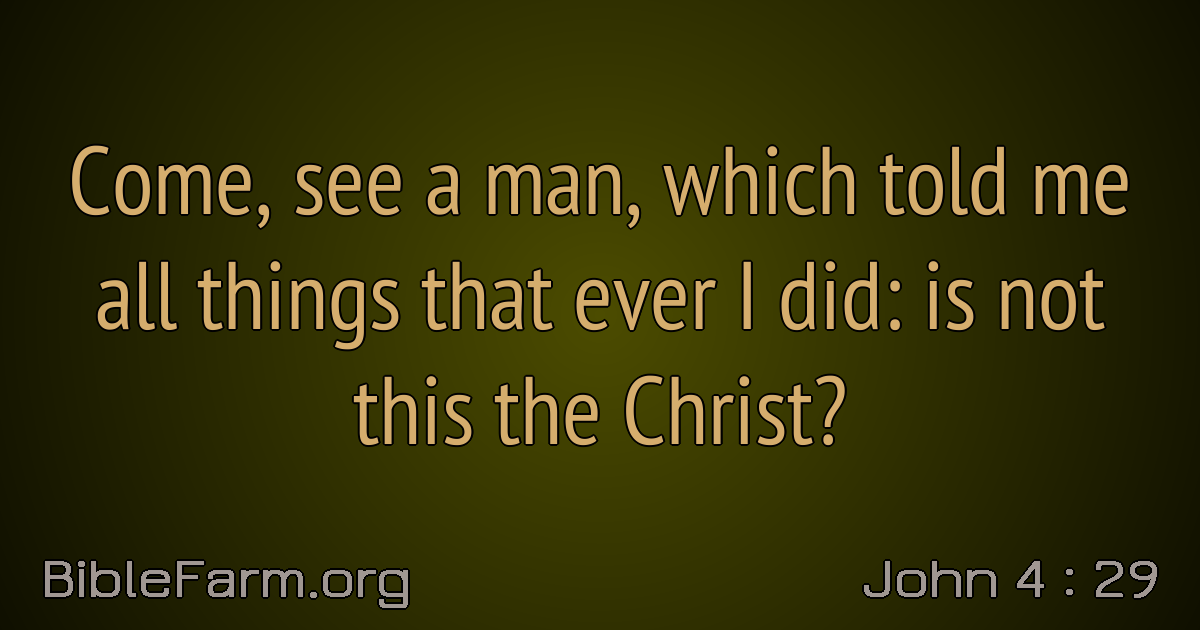 Come, see a man, which told me
all things that ever I did: is not
this the Christ?
BibleFarm.org
John 4 : 29